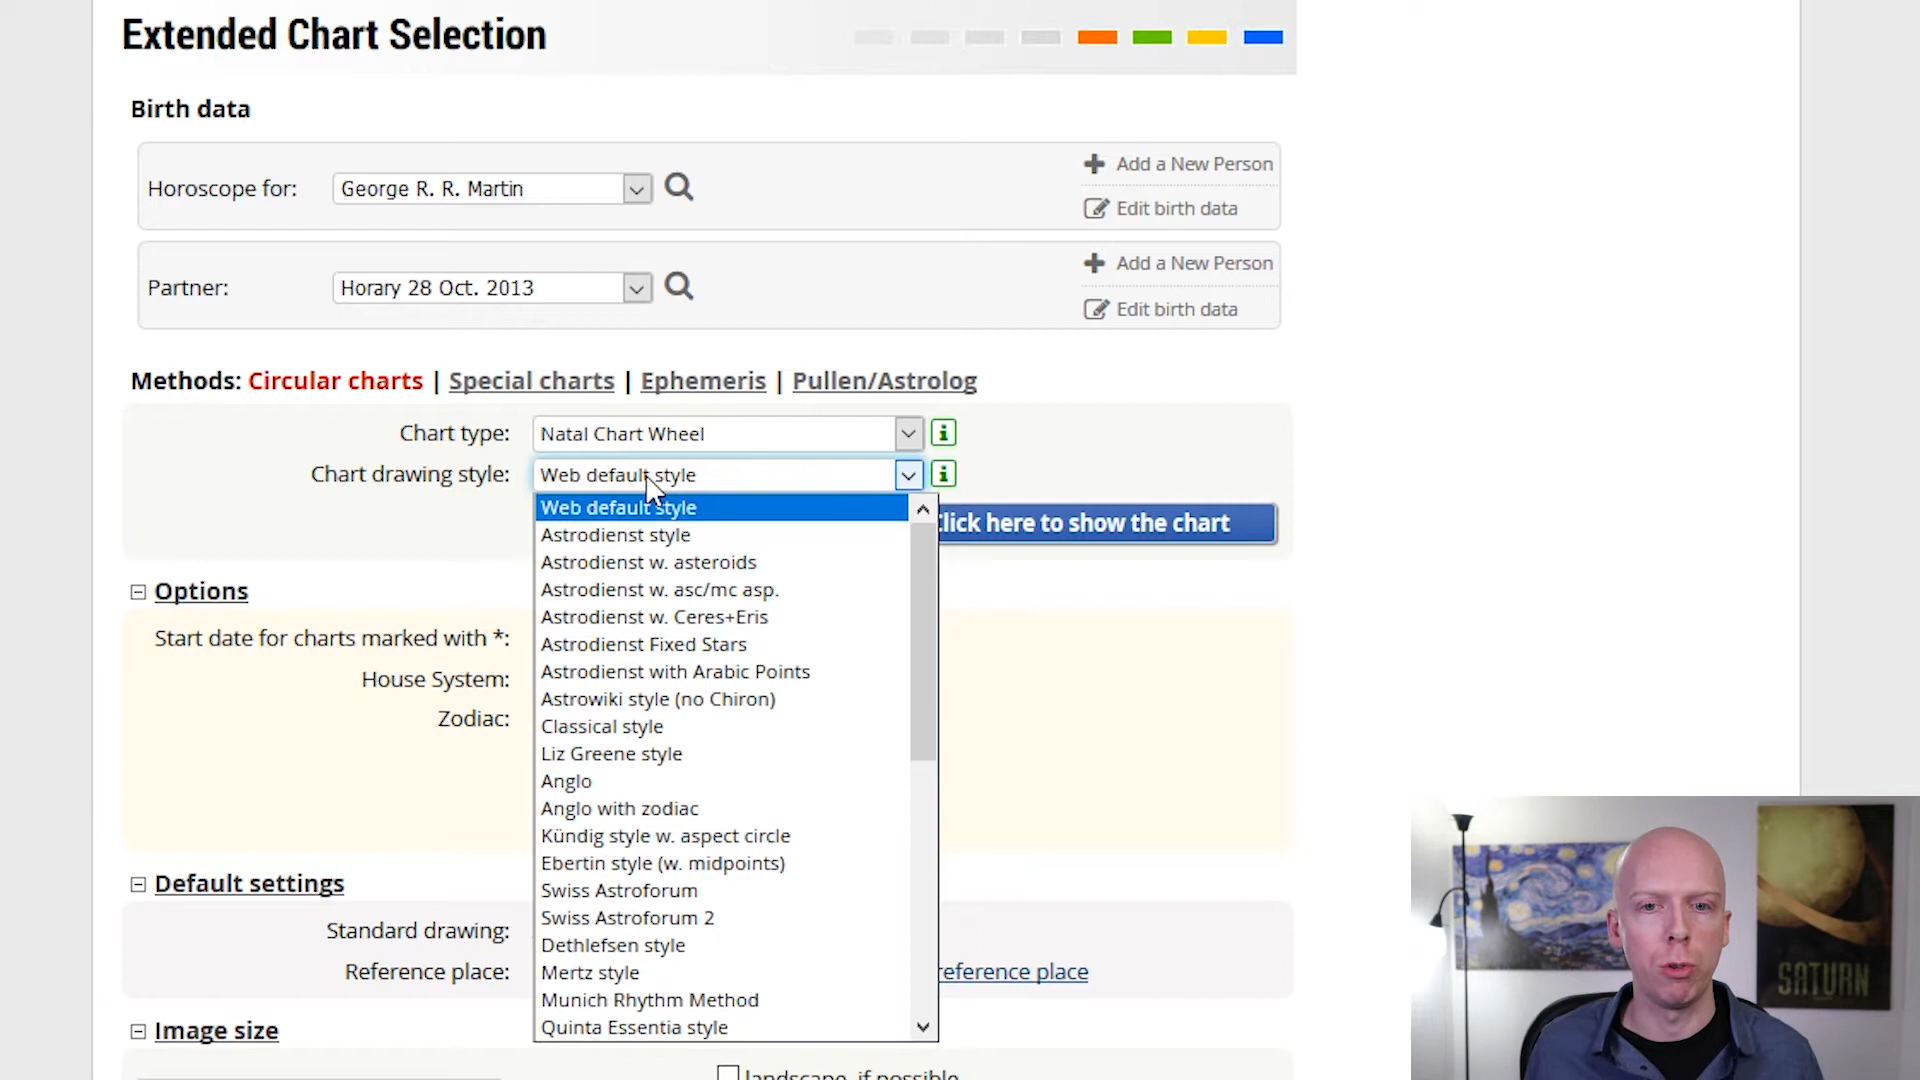 Extended Chart Selection
Birth data
Horoscope for: George R. R. Martin
Add a New Person
Edit birth data
Partner: Horary 28 Oct. 2013
Add a New Person
Edit birth data
Methods: Circular charts | Special charts | Ephemeris | Pullen/Astrolog
Chart type: Natal Chart Wheel
Chart drawing style: Web default style
Click here to show the chart
Web default style
Astrodienst style
Astrodienst w. asteroids
Astrodienst w. asc/mc asp.
Astrodienst w. Ceres+Eris
Astrodienst Fixed Stars
Astrodienst with Arabic Points
Astrowiki style (no Chiron)
Classical style
Liz Greene style
Anglo
Anglo with zodiac
Kündig style w. aspect circle
Ebertin style (w. midpoints)
Swiss Astroforum
Swiss Astroforum 2
Dethlefsen style
Mertz style
Munich Rhythm Method
Quinta Essentia style
Options
Start date for charts marked with *:
House System:
Zodiac:
Default settings
Standard drawing:
Reference place:
reference place
Image size
landscape, if possible
SATURN